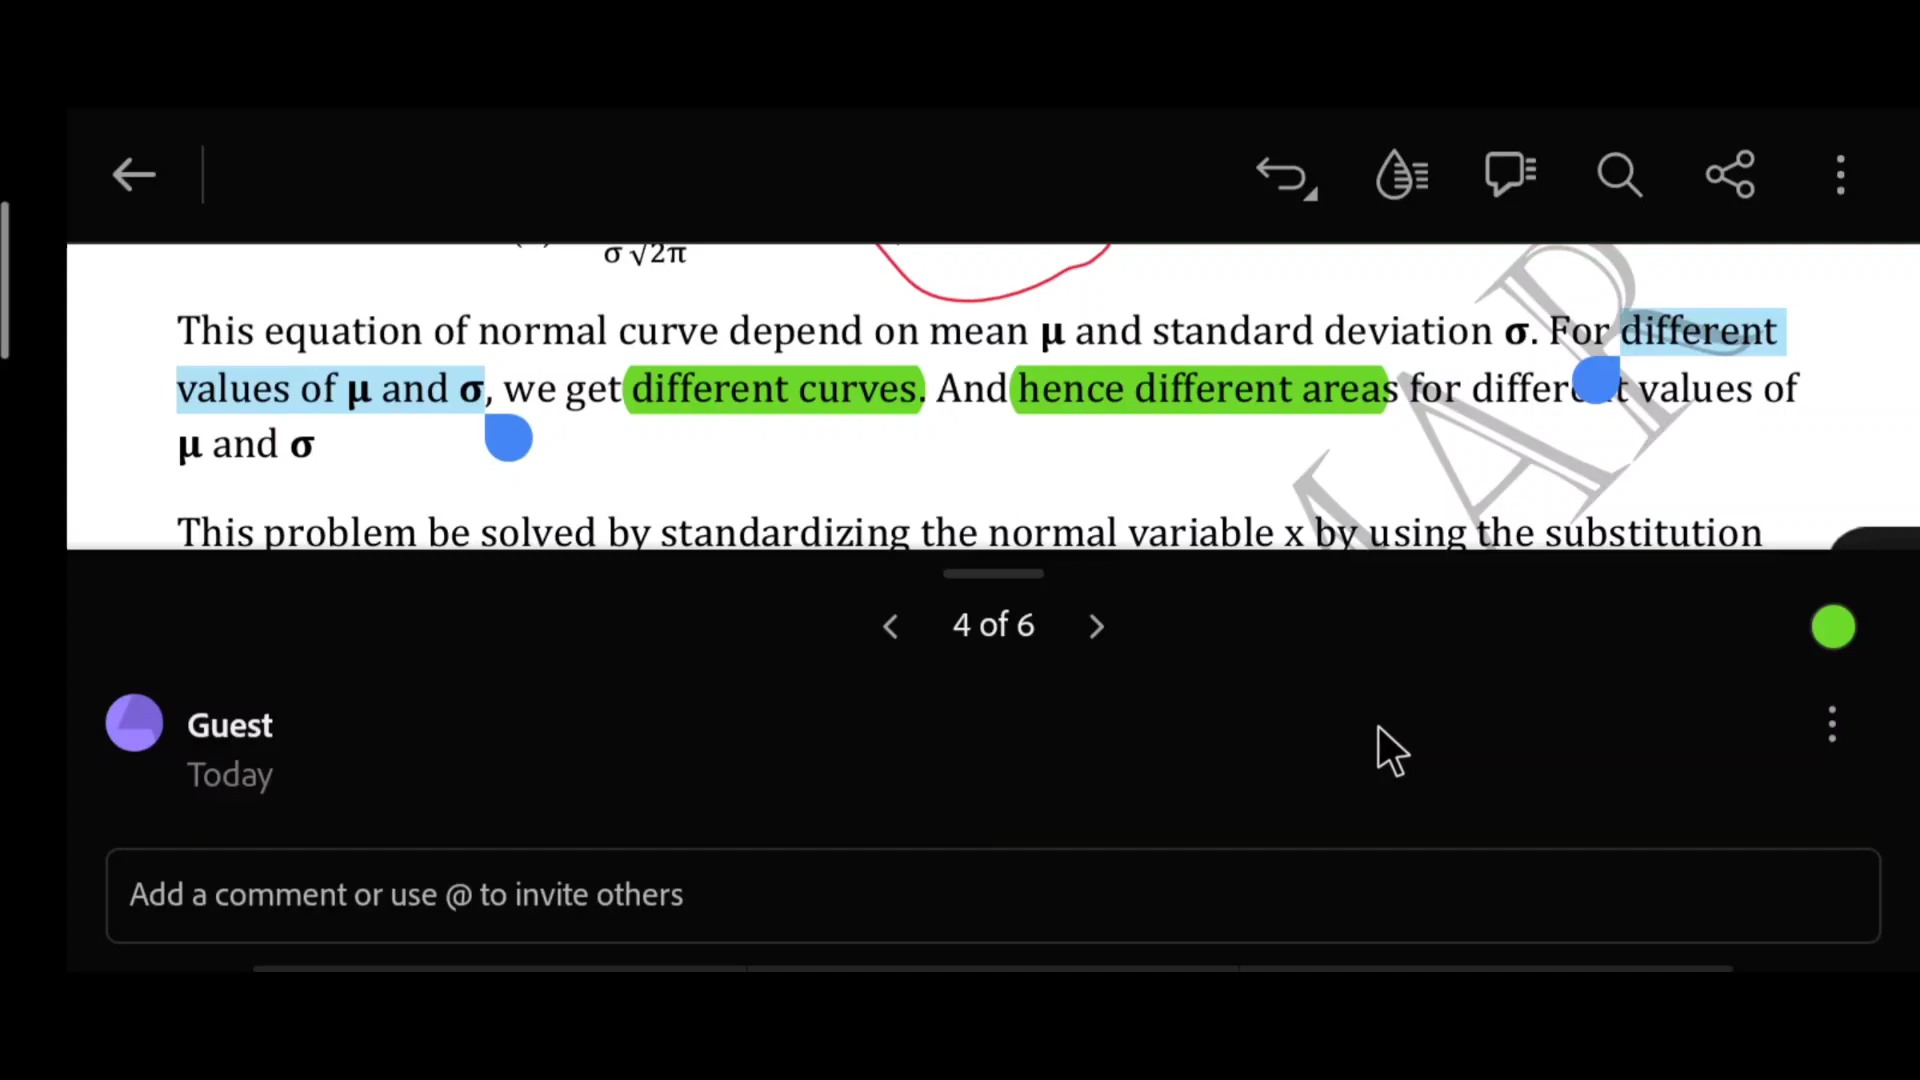 σ √2π
This equation of normal curve depend on mean μ and standard deviation σ. For different
values of μ and σ, we get different curves. And hence different areas for different values of
μ and σ
This problem be solved by standardizing the normal variable x by using the substitution
4 of 6
Guest
Today
Add a comment or use @ to invite others